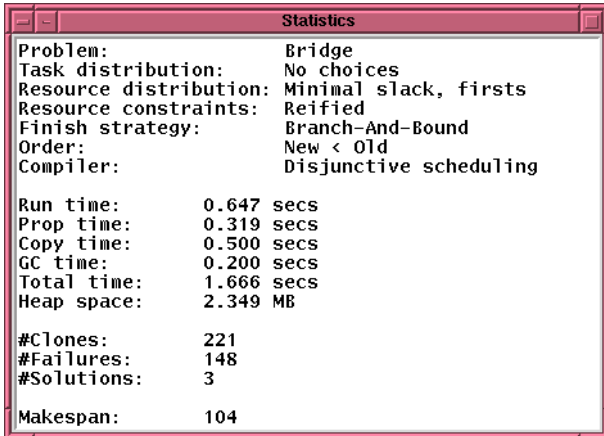 Statistics
Problem: Bridge
Task distribution: No choices
Resource distribution: Minimal slack, firsts
Resource constraints: Reified
Finish strategy: Branch-And-Bound
Order: New < Old
Compiler: Disjunctive scheduling
Run time: 0.647 secs
Prop time: 0.319 secs
Copy time: 0.500 secs
GC time: 0.200 secs
Total time: 1.666 secs
Heap space: 2.349 MB
#Clones: 221
#Failures: 148
#Solutions: 3
Makespan: 104